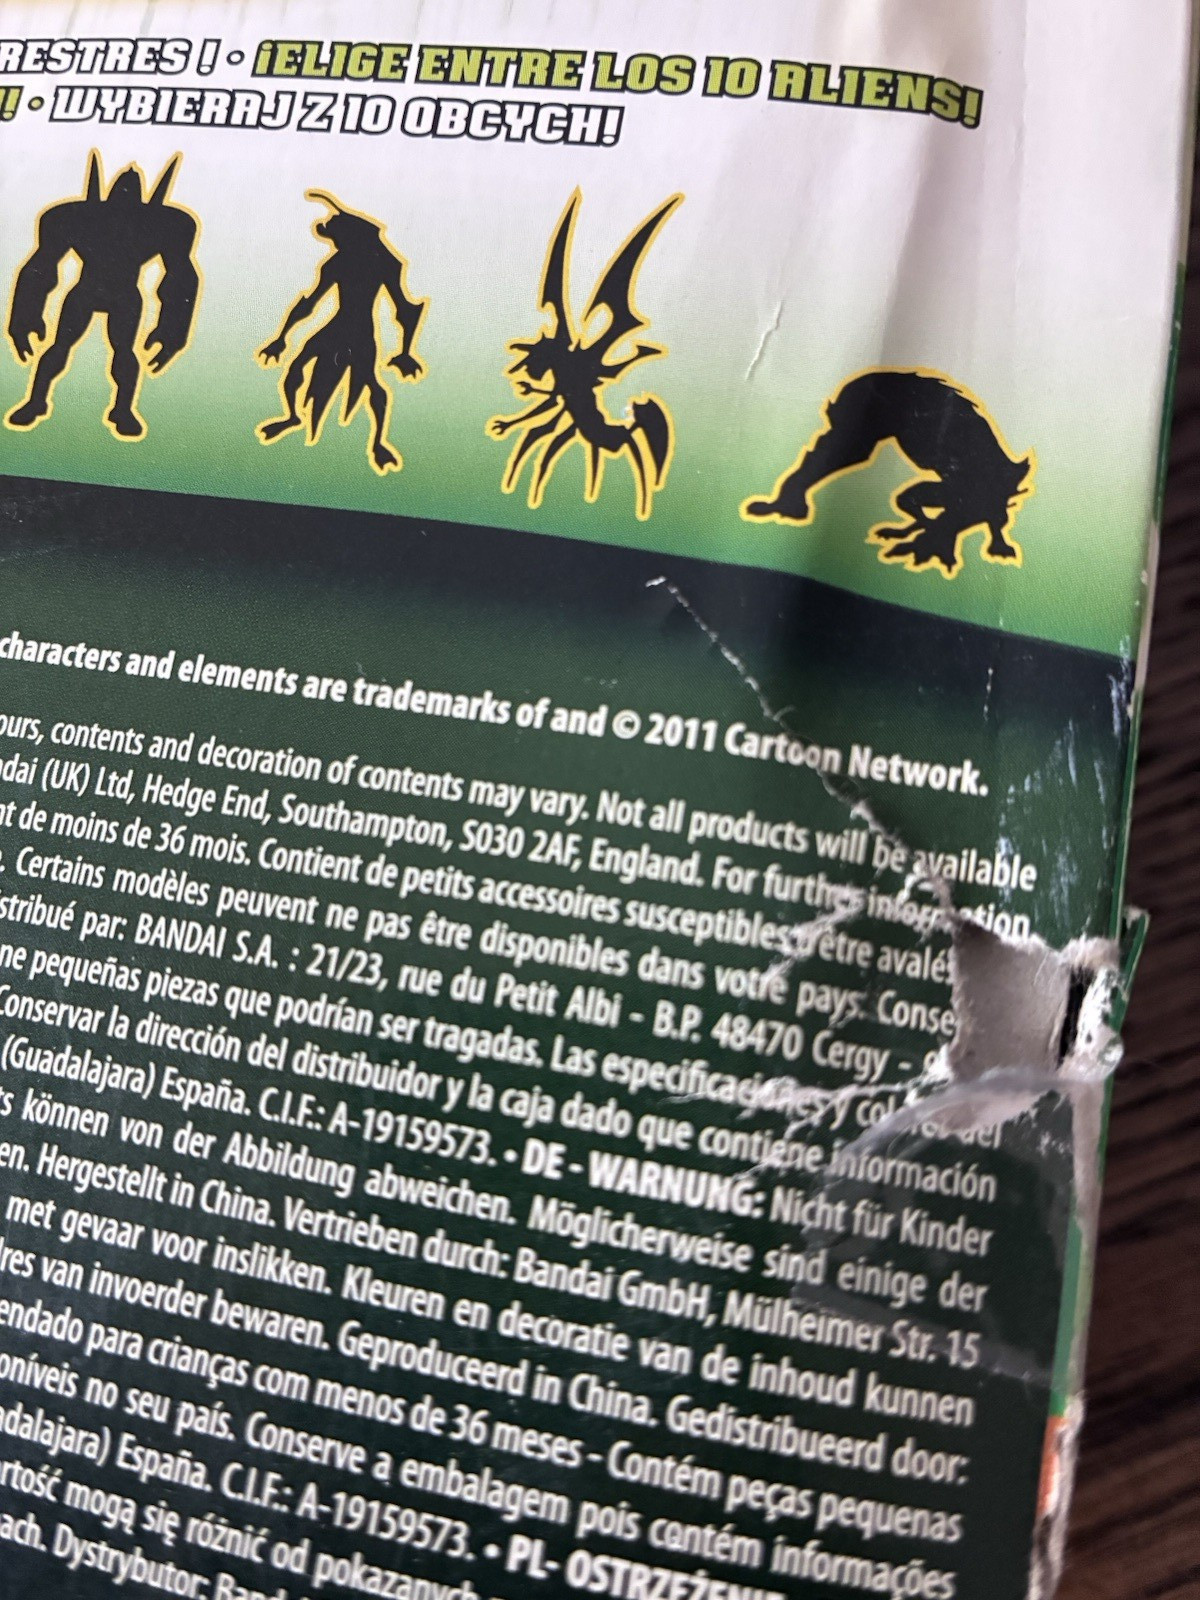 RESTRES ! • ¡ELIGE ENTRE LOS 10 ALIENS!
! • WYBIERAJ Z 10 OBCYCH!
characters and elements are trademarks of and © 2011 Cartoon Network.
ours, contents and decoration of contents may vary. Not all products will be available
dai (UK) Ltd, Hedge End, Southampton, SO30 2AF, England. For further information
nt de moins de 36 mois. Contient de petits accessoires susceptibles d'être avalés
. Certains modèles peuvent ne pas être disponibles dans votre pays. Conse
stribué par: BANDAI S.A. : 21/23, rue du Petit Albi - B.P. 48470 Cergy -
ne pequeñas piezas que podrían ser tragadas. Las especificaciones y colores del
Conservar la dirección del distribuidor y la caja dado que contiene información
(Guadalajara) España. C.I.F.: A-19159573. • DE - WARNUNG: Nicht für Kinder
ts können von der Abbildung abweichen. Möglicherweise sind einige der
en. Hergestellt in China. Vertrieben durch: Bandai GmbH, Mülheimer Str. 15
met gevaar voor inslikken. Kleuren en decoratie van de inhoud kunnen
dres van invoerder bewaren. Geproduceerd in China. Gedistribueerd door:
endado para crianças com menos de 36 meses - Contém peças pequenas
oníveis no seu país. Conserve a embalagem pois contém informações
adalajara) España. C.I.F.: A-19159573. • PL- OSTRZEŻENIE
artość mogą się różnić od pokazanych
ach. Dystrybutor: Band